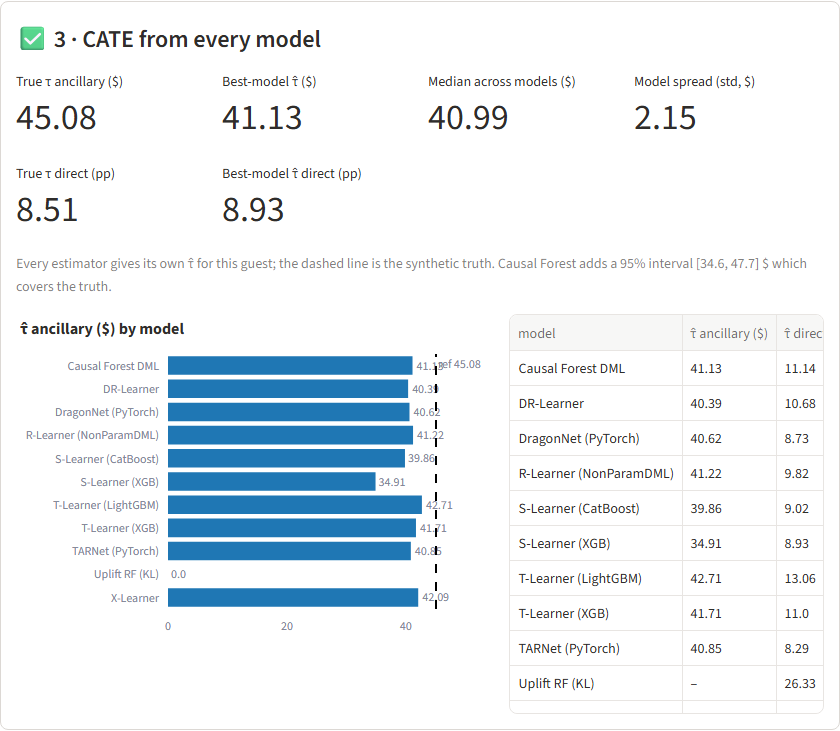 ✅ 3 · CATE from every model
True τ ancillary ($)
45.08
Best-model τ̂ ($)
41.13
Median across models ($)
40.99
Model spread (std, $)
2.15
True τ direct (pp)
8.51
Best-model τ̂ direct (pp)
8.93
Every estimator gives its own τ̂ for this guest; the dashed line is the synthetic truth. Causal Forest adds a 95% interval [34.6, 47.7] $ which
covers the truth.
τ̂ ancillary ($) by model
ref 45.08
Causal Forest DML 41.13
DR-Learner 40.39
DragonNet (PyTorch) 40.62
R-Learner (NonParamDML) 41.22
S-Learner (CatBoost) 39.86
S-Learner (XGB) 34.91
T-Learner (LightGBM) 42.71
T-Learner (XGB) 41.71
TARNet (PyTorch) 40.85
Uplift RF (KL) 0.0
X-Learner 42.09
0 20 40
model τ̂ ancillary ($) τ̂ direc
Causal Forest DML 41.13 11.14
DR-Learner 40.39 10.68
DragonNet (PyTorch) 40.62 8.73
R-Learner (NonParamDML) 41.22 9.82
S-Learner (CatBoost) 39.86 9.02
S-Learner (XGB) 34.91 8.93
T-Learner (LightGBM) 42.71 13.06
T-Learner (XGB) 41.71 11.0
TARNet (PyTorch) 40.85 8.29
Uplift RF (KL) – 26.33